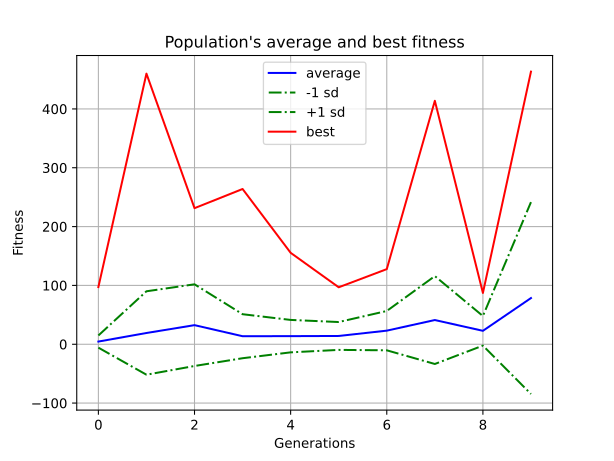 Population's average and best fitness
average
-1 sd
+1 sd
best
Fitness
400
300
200
100
0
−100
0 2 4 6 8
Generations